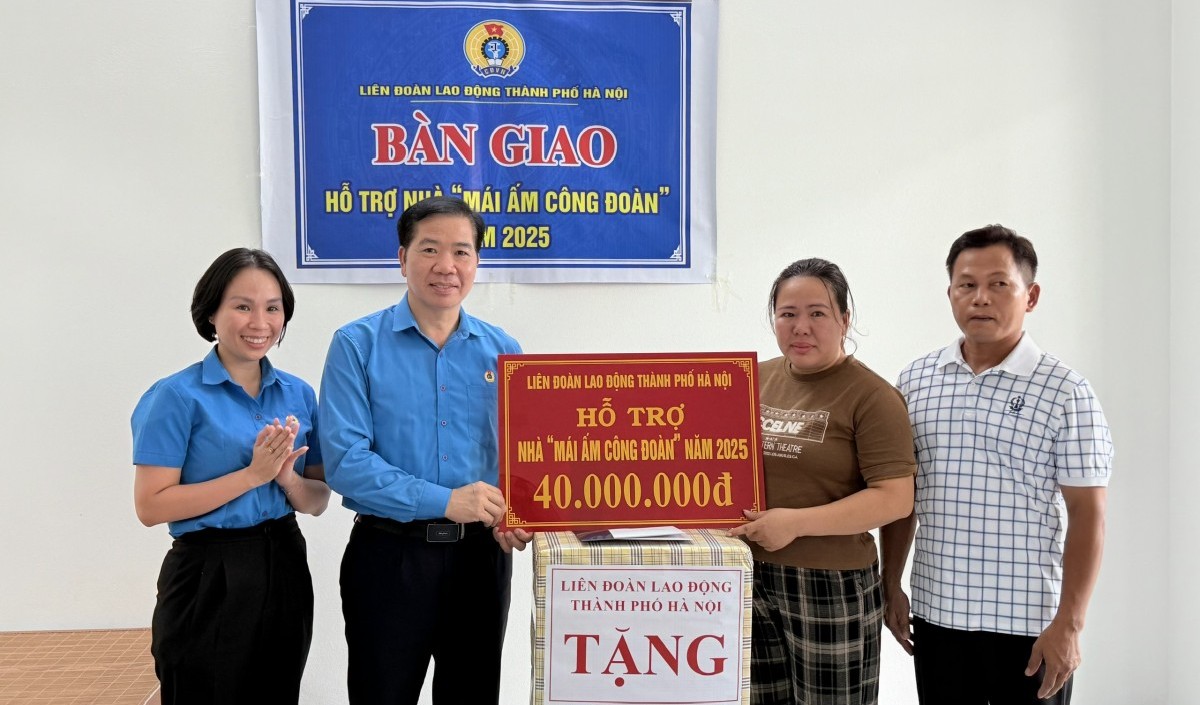 CĐVN
LIÊN ĐOÀN LAO ĐỘNG THÀNH PHỐ HÀ NỘI
BÀN GIAO
HỖ TRỢ NHÀ “MÁI ẤM CÔNG ĐOÀN”
2025
LIÊN ĐOÀN LAO ĐỘNG THÀNH PHỐ HÀ NỘI
HỖ TRỢ
NHÀ “MÁI ẤM CÔNG ĐOÀN” NĂM 2025
40.000.000đ
LIÊN ĐOÀN LAO ĐỘNG
THÀNH PHỐ HÀ NỘI
TẶNG